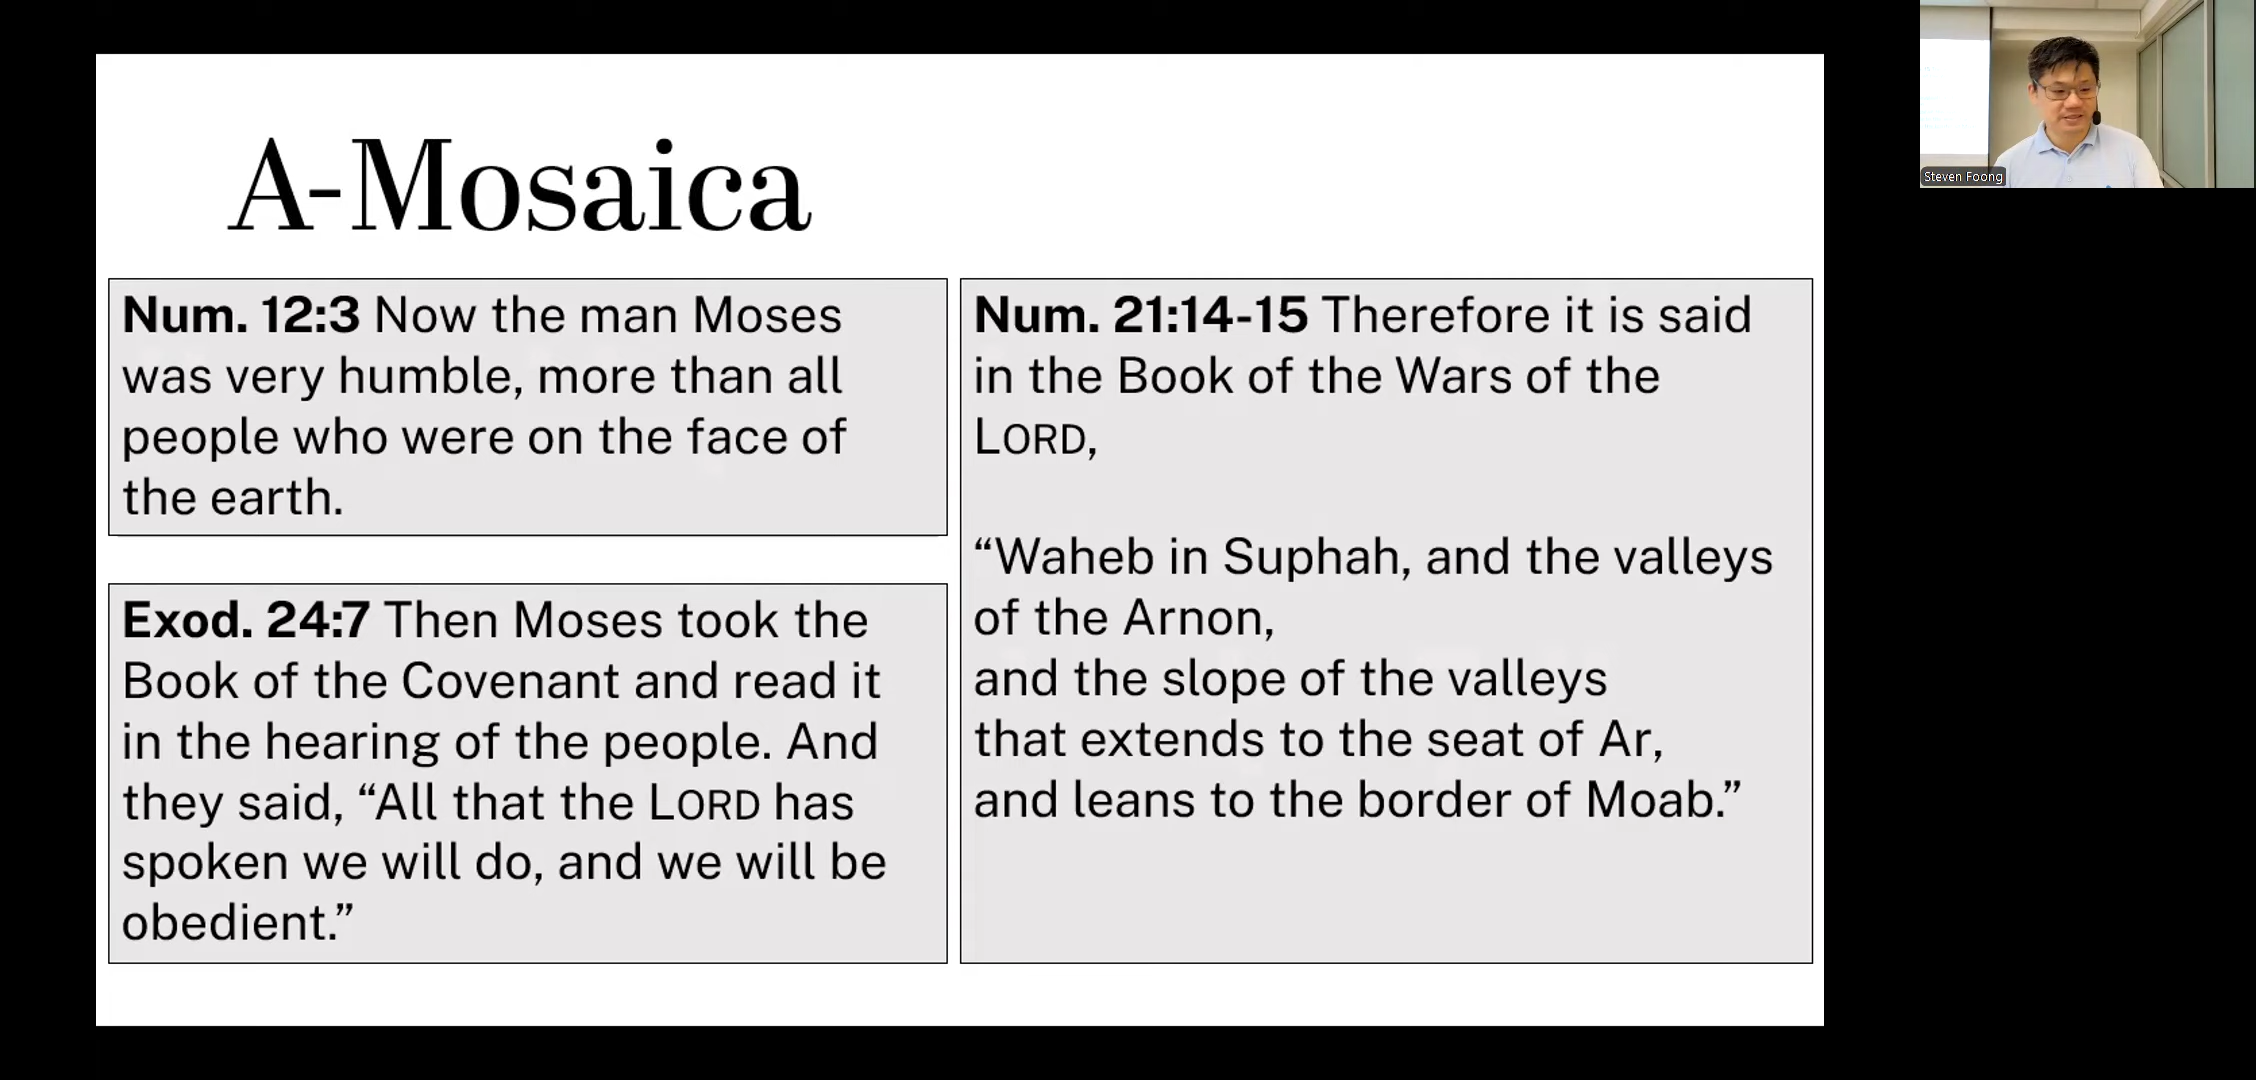 A-Mosaica
Num. 12:3 Now the man Moses
was very humble, more than all
people who were on the face of
the earth.
Exod. 24:7 Then Moses took the
Book of the Covenant and read it
in the hearing of the people. And
they said, “All that the LORD has
spoken we will do, and we will be
obedient.”
Num. 21:14-15 Therefore it is said
in the Book of the Wars of the
LORD,
“Waheb in Suphah, and the valleys
of the Arnon,
and the slope of the valleys
that extends to the seat of Ar,
and leans to the border of Moab.”
Steven Foong